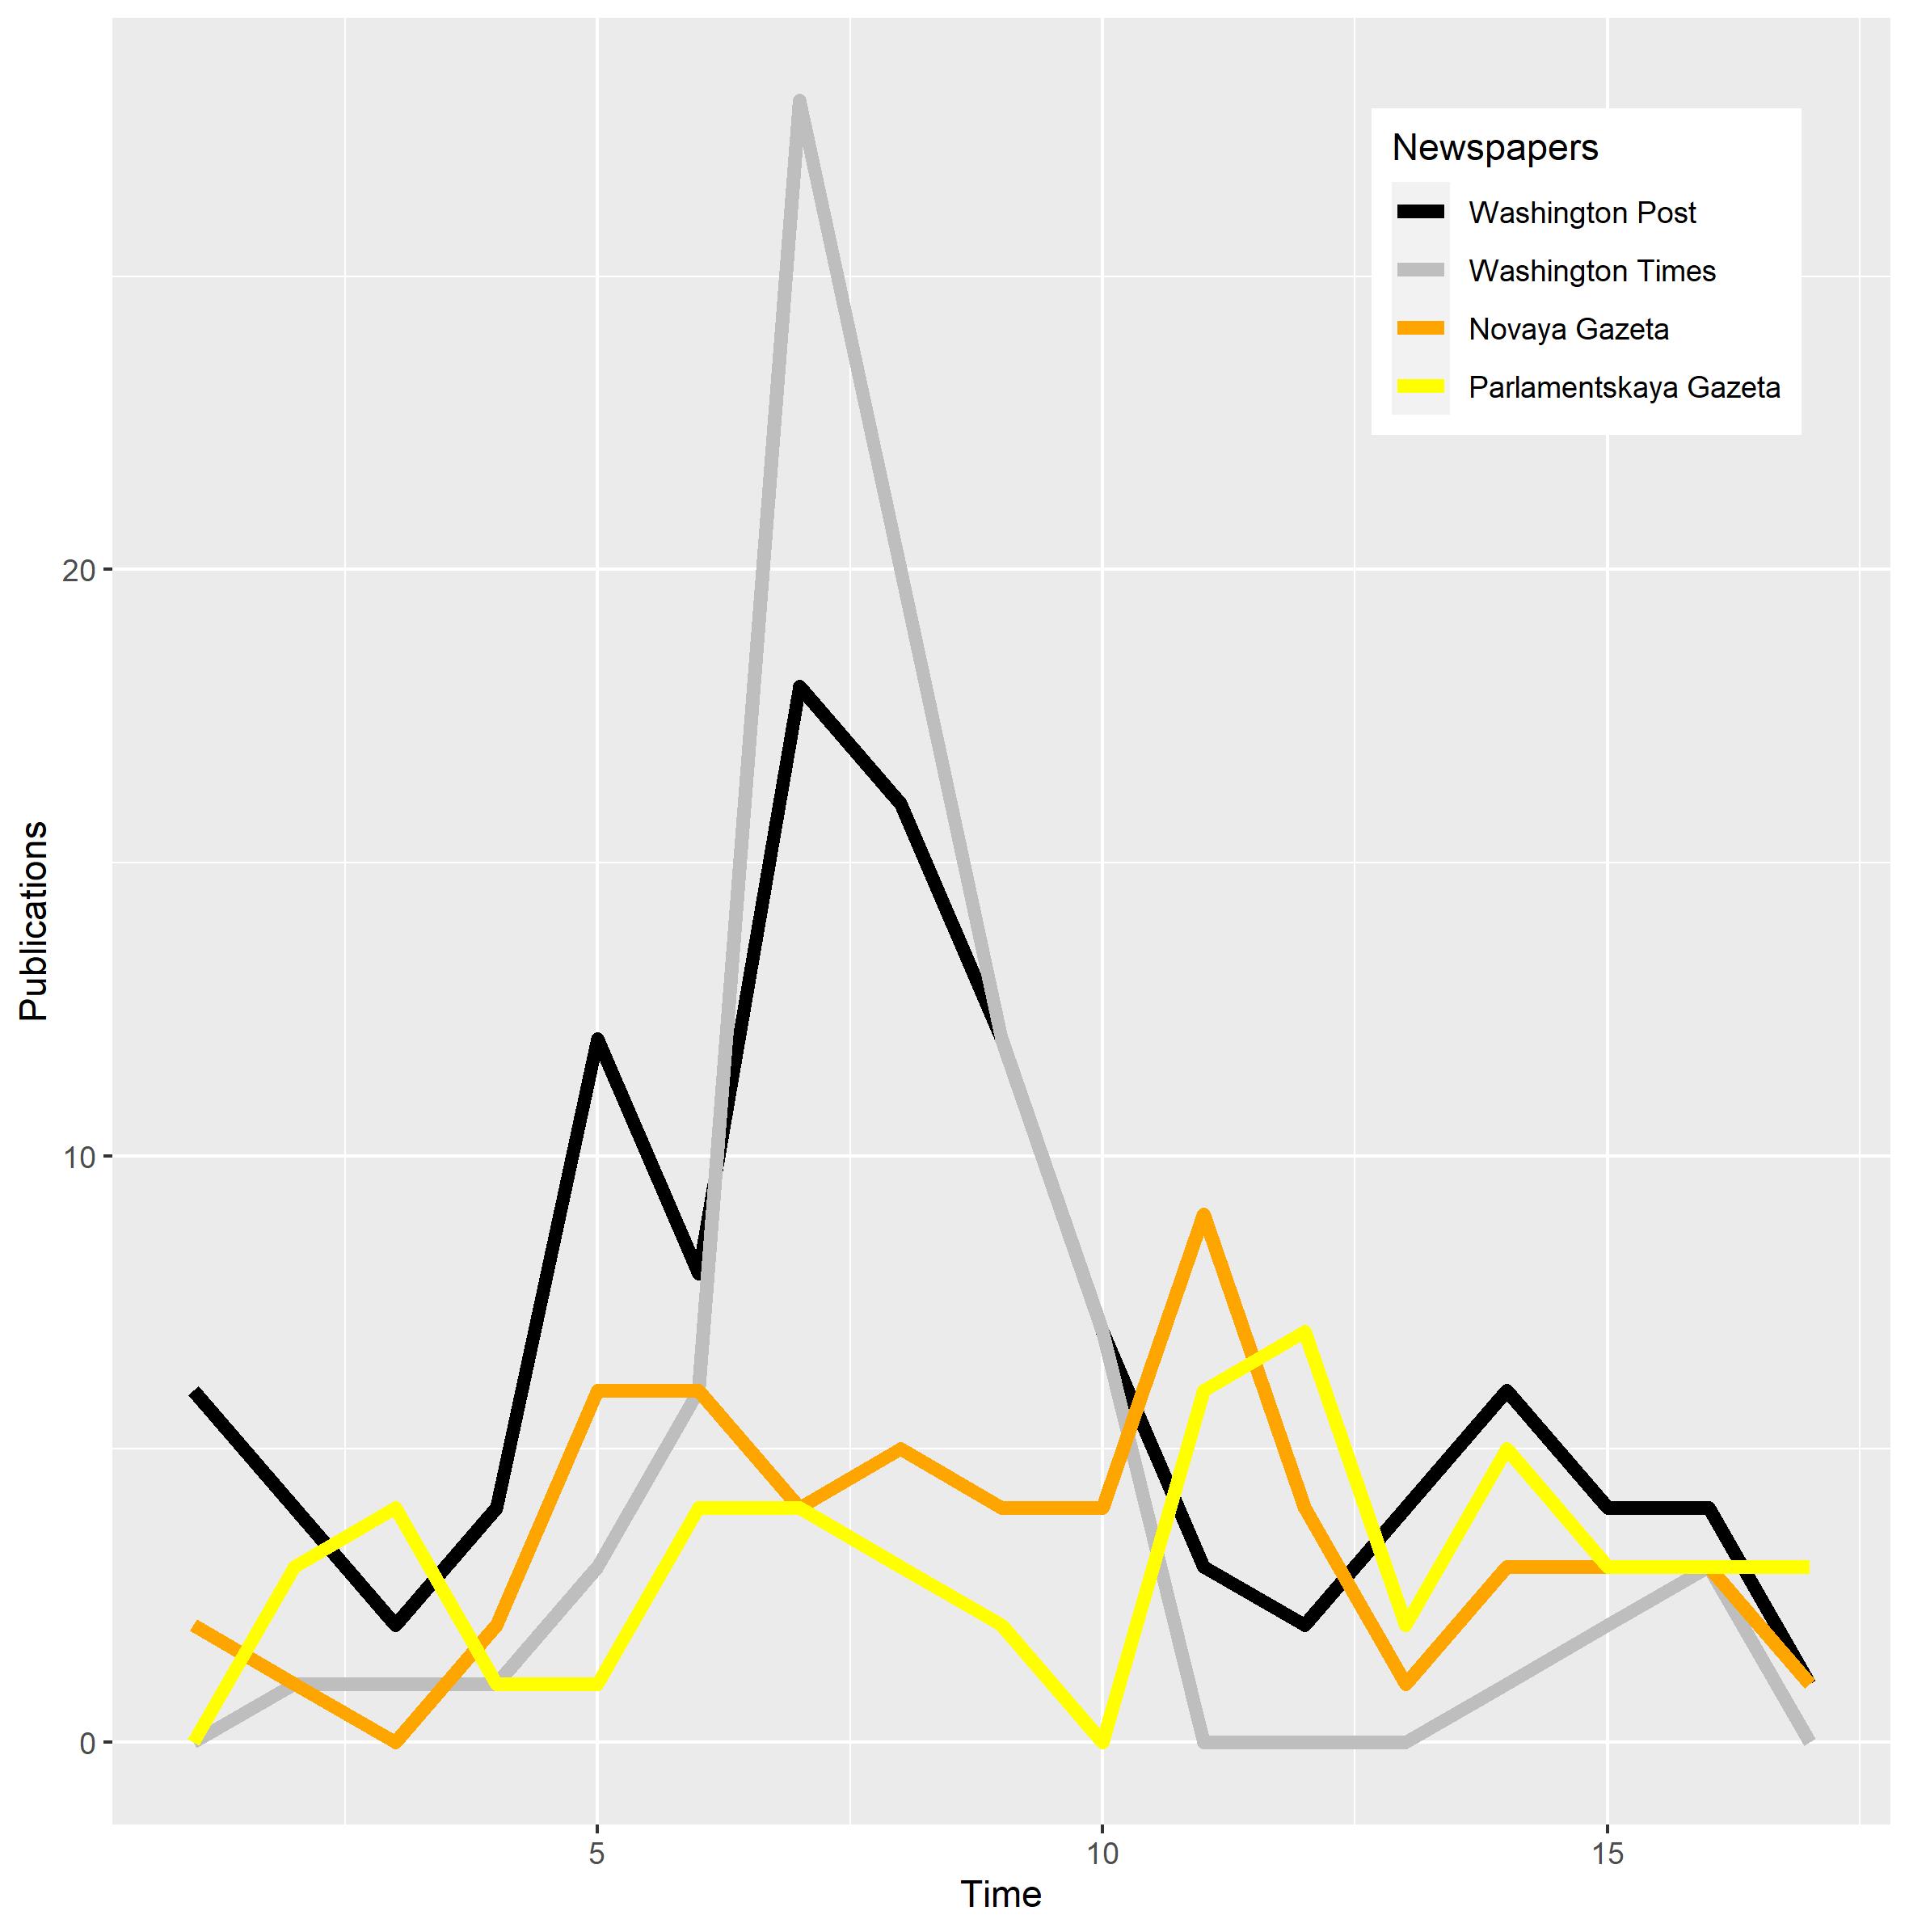 Newspapers
Washington Post
Washington Times
Novaya Gazeta
Parlamentskaya Gazeta
Publications
20
10
0
5 10 15
Time